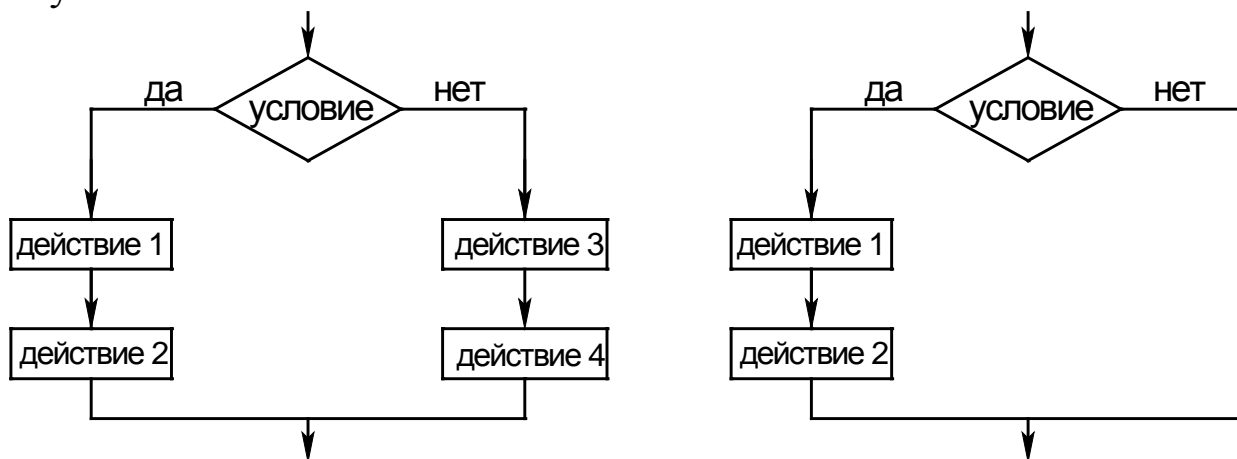 да условие нет
действие 1 действие 3
действие 2 действие 4
да условие нет
действие 1
действие 2